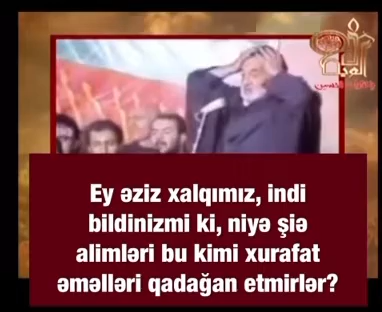 Ey əziz xalqımız, indi
bildinizmi ki, niyə şiə
alimləri bu kimi xurafat
əməlləri qadağan etmirlər?